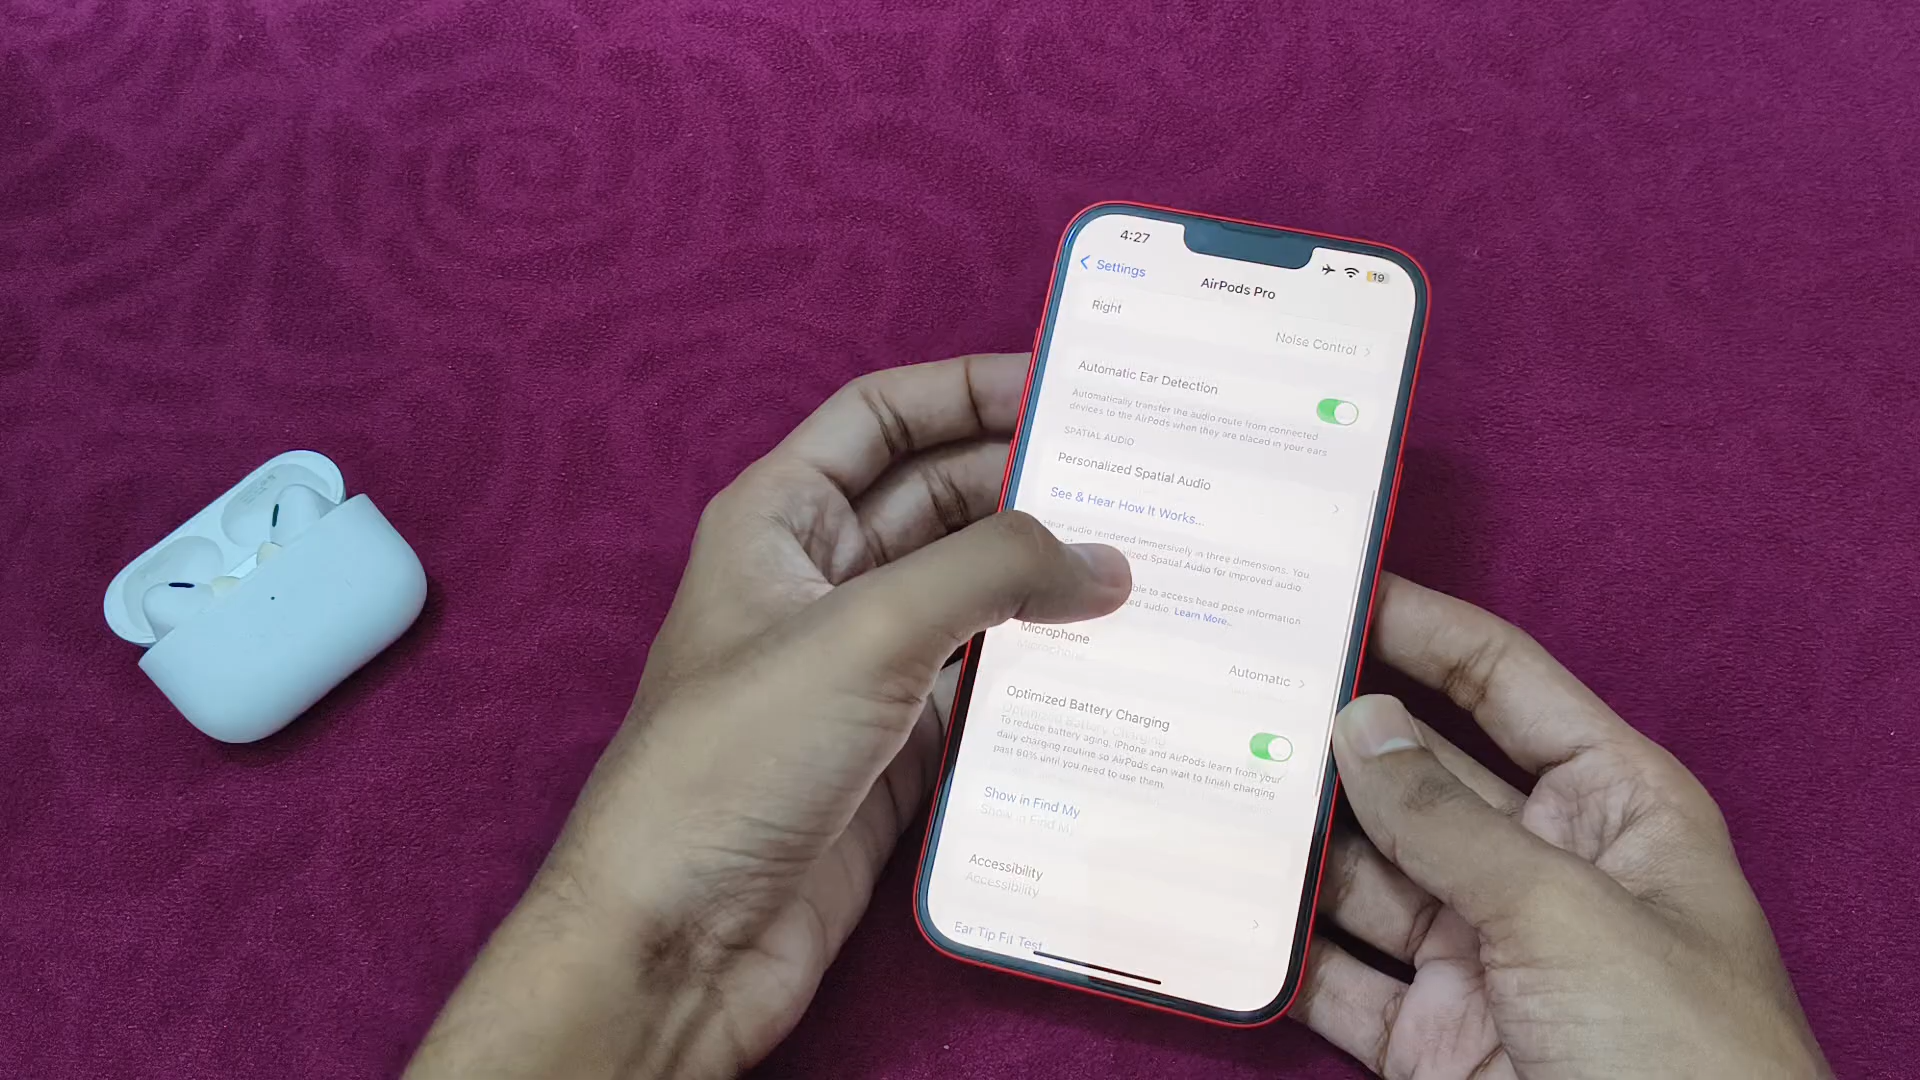 4:27
19
Settings
AirPods Pro
Right
Noise Control
Automatic Ear Detection
Automatically transfer the audio route from connected
devices to the AirPods when they are placed in your ears
SPATIAL AUDIO
Personalized Spatial Audio
See & Hear How It Works...
Hear audio rendered immersively in three dimensions. You
Spatial Audio for improved audio
to access head pose information
audio. Learn More...
Microphone
Automatic
Optimized Battery Charging
To reduce battery aging, iPhone and AirPods learn from your
daily charging routine so AirPods can wait to finish charging
past 80% until you need to use them.
Show in Find My
Accessibility
Ear Tip Fit Test